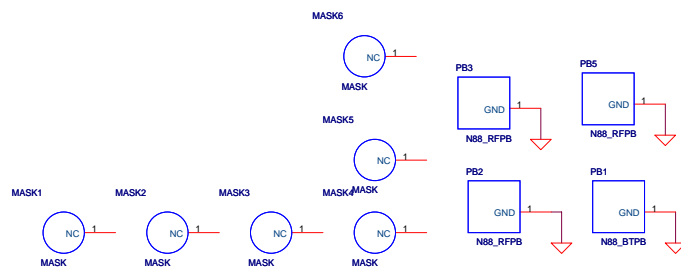 MASK6
NC 1
MASK
PB3
GND 1
N88_RFPB
PB5
GND 1
N88_RFPB
MASK5
NC 1
MASK
MASK1
NC 1
MASK
MASK2
NC 1
MASK
MASK3
NC 1
MASK
MASK4
NC 1
MASK
PB2
GND 1
N88_RFPB
PB1
GND 1
N88_BTPB